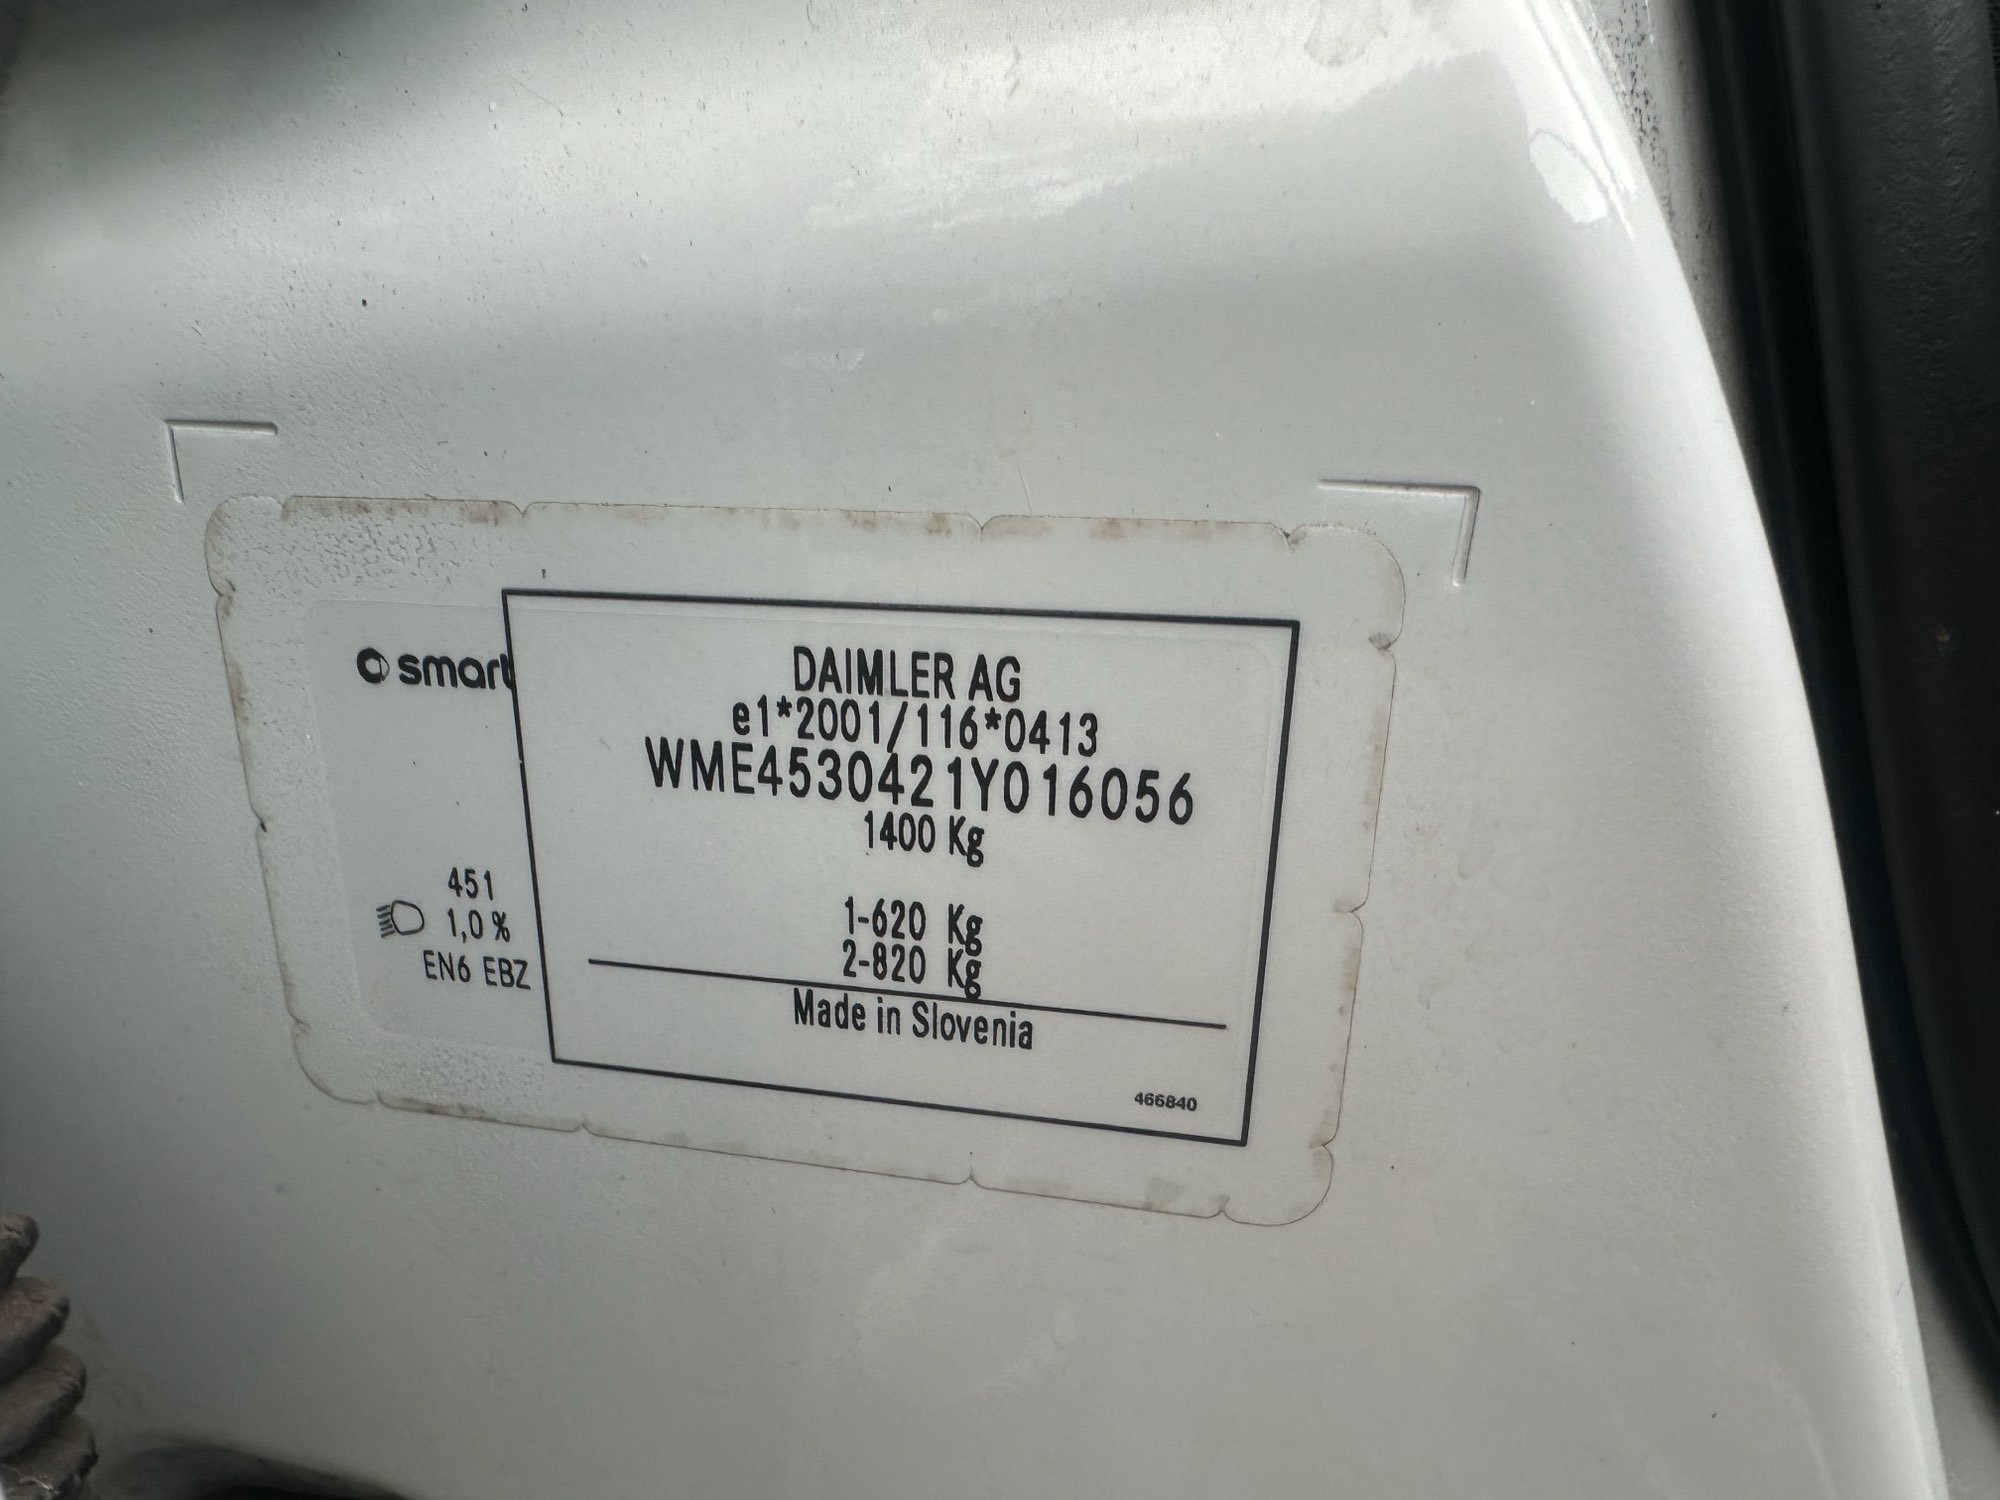 smart
DAIMLER AG
e1*2001/116*0413
WME4530421Y016056
1400 Kg
1-620 Kg
2-820 Kg
451
1,0 %
EN6 EBZ
Made in Slovenia
466840